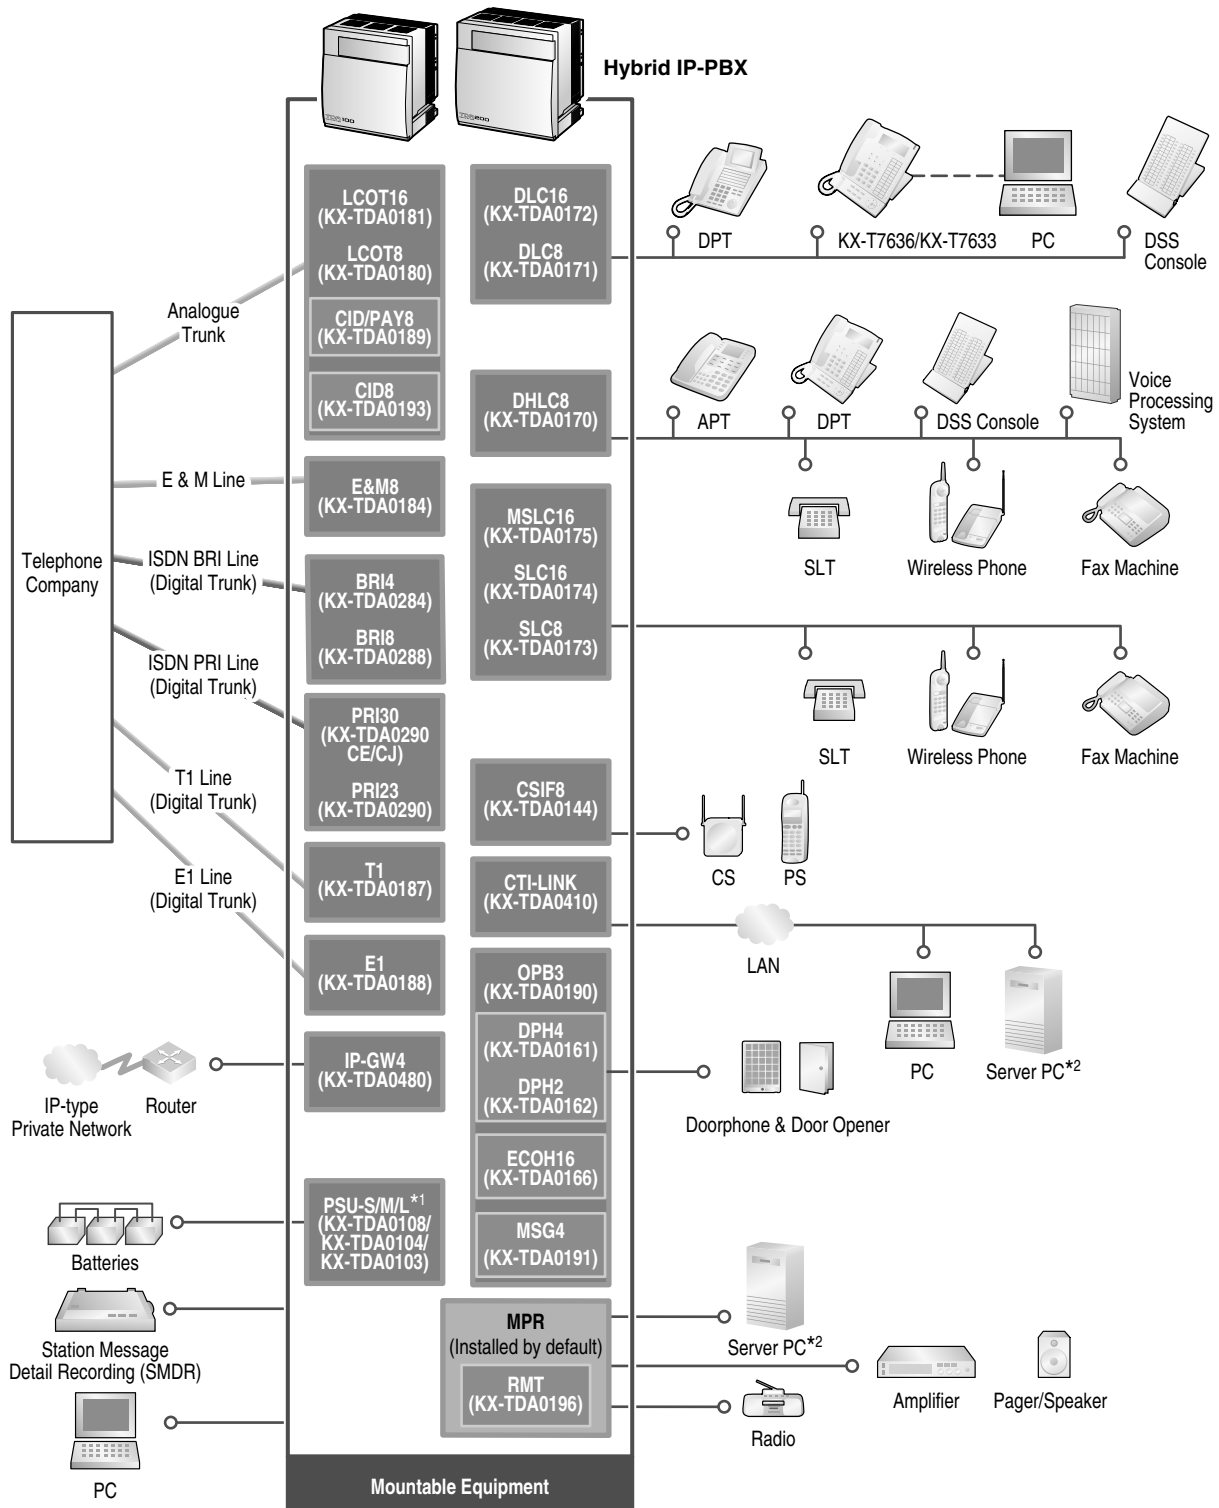 Hybrid IP-PBX
TDA100
TDA200
LCOT16
(KX-TDA0181)
LCOT8
(KX-TDA0180)
CID/PAY8
(KX-TDA0189)
CID8
(KX-TDA0193)
E&M8
(KX-TDA0184)
BRI4
(KX-TDA0284)
BRI8
(KX-TDA0288)
PRI30
(KX-TDA0290
CE/CJ)
PRI23
(KX-TDA0290)
T1
(KX-TDA0187)
E1
(KX-TDA0188)
IP-GW4
(KX-TDA0480)
PSU-S/M/L*1
(KX-TDA0108/
KX-TDA0104/
KX-TDA0103)
DLC16
(KX-TDA0172)
DLC8
(KX-TDA0171)
DHLC8
(KX-TDA0170)
MSLC16
(KX-TDA0175)
SLC16
(KX-TDA0174)
SLC8
(KX-TDA0173)
CSIF8
(KX-TDA0144)
CTI-LINK
(KX-TDA0410)
OPB3
(KX-TDA0190)
DPH4
(KX-TDA0161)
DPH2
(KX-TDA0162)
ECOH16
(KX-TDA0166)
MSG4
(KX-TDA0191)
MPR
(Installed by default)
RMT
(KX-TDA0196)
Mountable Equipment
Telephone
Company
Analogue
Trunk
E & M Line
ISDN BRI Line
(Digital Trunk)
ISDN PRI Line
(Digital Trunk)
T1 Line
(Digital Trunk)
E1 Line
(Digital Trunk)
IP-type
Private Network
Router
Batteries
Station Message
Detail Recording (SMDR)
PC
DPT
KX-T7636/KX-T7633
PC
DSS
Console
APT
DPT
DSS Console
Voice
Processing
System
SLT
Wireless Phone
Fax Machine
SLT
Wireless Phone
Fax Machine
CS
PS
LAN
PC
Server PC*2
Doorphone & Door Opener
Server PC*2
Amplifier
Pager/Speaker
Radio